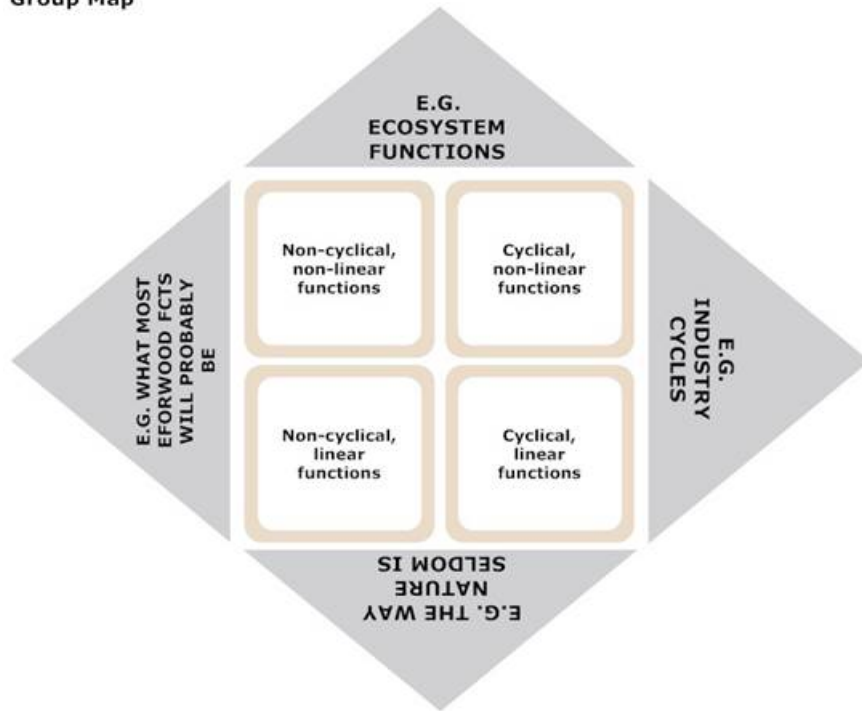 Group Map
E.G.
ECOSYSTEM
FUNCTIONS
E.G. WHAT MOST
EFORWOOD FCTS
WILL PROBABLY
BE
Non-cyclical,
non-linear
functions
Cyclical,
non-linear
functions
E.G.
INDUSTRY
CYCLES
Non-cyclical,
linear
functions
Cyclical,
linear
functions
E.G. THE WAY
NATURE
SELDOM IS